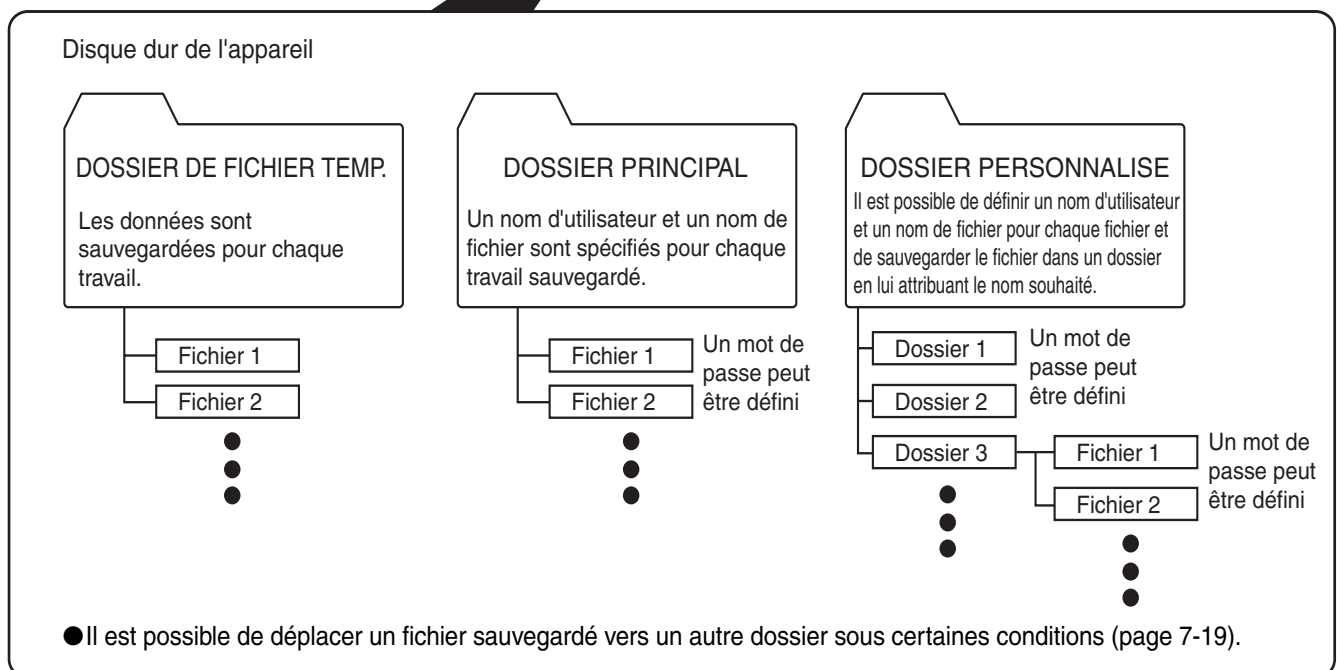 Disque dur de l'appareil
DOSSIER DE FICHIER TEMP.
Les données sont
sauvegardées pour chaque
travail.
Fichier 1
Fichier 2
DOSSIER PRINCIPAL
Un nom d'utilisateur et un nom de
fichier sont spécifiés pour chaque
travail sauvegardé.
Fichier 1
Fichier 2
Un mot de
passe peut
être défini
DOSSIER PERSONNALISE
Il est possible de définir un nom d'utilisateur
et un nom de fichier pour chaque fichier et
de sauvegarder le fichier dans un dossier
en lui attribuant le nom souhaité.
Dossier 1
Dossier 2
Un mot de
passe peut
être défini
Dossier 3
Fichier 1
Fichier 2
Un mot de
passe peut
être défini
●Il est possible de déplacer un fichier sauvegardé vers un autre dossier sous certaines conditions (page 7-19).